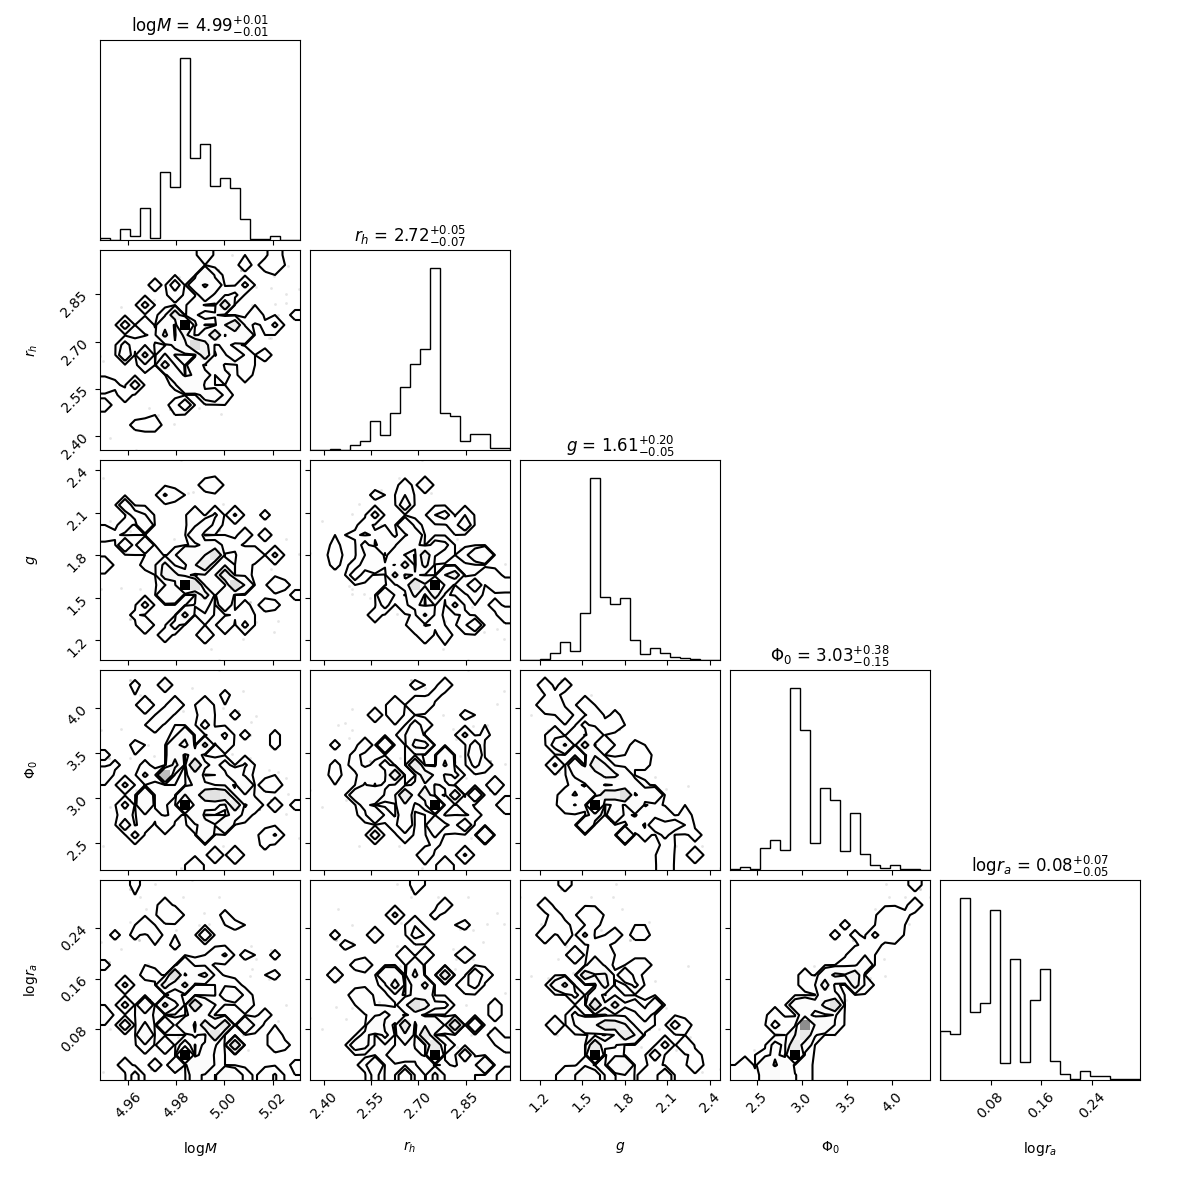 logM = 4.99 +0.01 −0.01
r_h = 2.72 +0.05 −0.07
2.85
2.70
2.55
2.40
r_h
g = 1.61 +0.20 −0.05
2.4
2.1
1.8
1.5
1.2
g
Φ_0 = 3.03 +0.38 −0.15
4.0
3.5
3.0
2.5
Φ_0
logr_a = 0.08 +0.07 −0.05
0.24
0.16
0.08
logr_a
4.96 4.98 5.00 5.02 2.40 2.55 2.70 2.85 1.2 1.5 1.8 2.1 2.4 2.5 3.0 3.5 4.0 0.08 0.16 0.24
logM r_h g Φ_0 logr_a